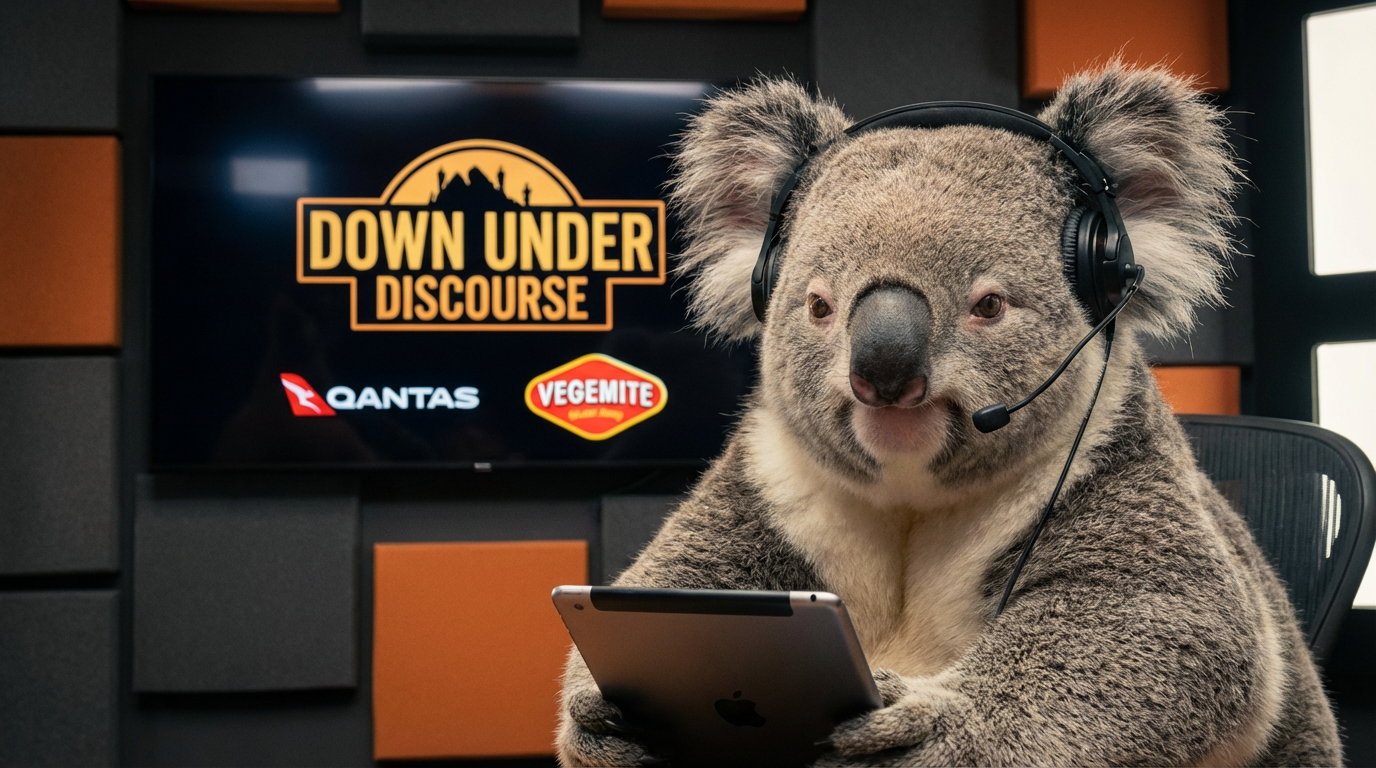 DOWN UNDER
DISCOURSE
QANTAS
VEGEMITE